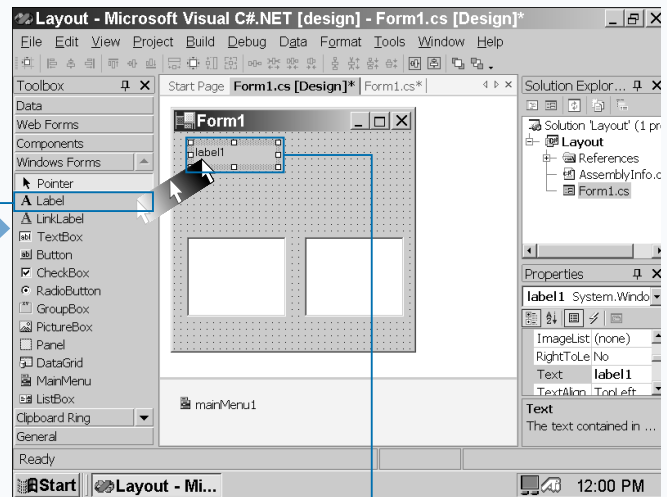 Layout - Microsoft Visual C#.NET [design] - Form1.cs [Design]*
File Edit View Project Build Debug Data Format Tools Window Help
Toolbox
Start Page Form1.cs [Design]* Form1.cs*
Solution Explor...
Data
Web Forms
Components
Windows Forms
Pointer
A Label
A LinkLabel
TextBox
Button
CheckBox
RadioButton
GroupBox
PictureBox
Panel
DataGrid
MainMenu
ListBox
Clipboard Ring
General
Form1
label1
mainMenu1
Solution 'Layout' (1 pr
Layout
References
AssemblyInfo.c
Form1.cs
Properties
label1 System.Windo
ImageList (none)
RightToLe No
Text label1
TextAlign TopLeft
Text
The text contained in ...
Ready
Start Layout - Mi... 12:00 PM